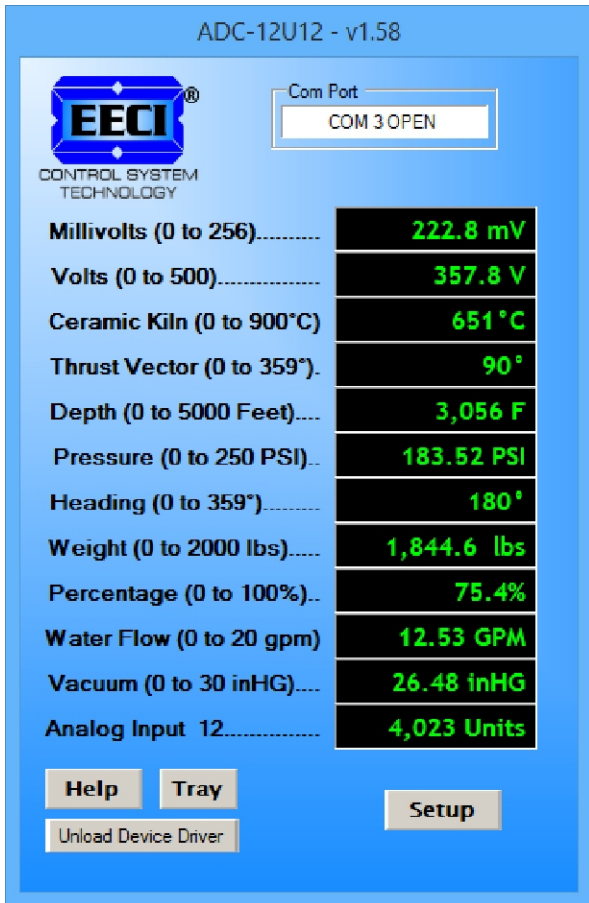 ADC-12U12 - v1.58
EECI®
CONTROL SYSTEM
TECHNOLOGY
Com Port
COM 3 OPEN
Millivolts (0 to 256).......... 222.8 mV
Volts (0 to 500)................ 357.8 V
Ceramic Kiln (0 to 900°C) 651°C
Thrust Vector (0 to 359°). 90°
Depth (0 to 5000 Feet).... 3,056 F
Pressure (0 to 250 PSI).. 183.52 PSI
Heading (0 to 359°)......... 180°
Weight (0 to 2000 lbs)..... 1,844.6 lbs
Percentage (0 to 100%).. 75.4%
Water Flow (0 to 20 gpm) 12.53 GPM
Vacuum (0 to 30 inHG).... 26.48 inHG
Analog Input 12............... 4,023 Units
Help Tray
Setup
Unload Device Driver